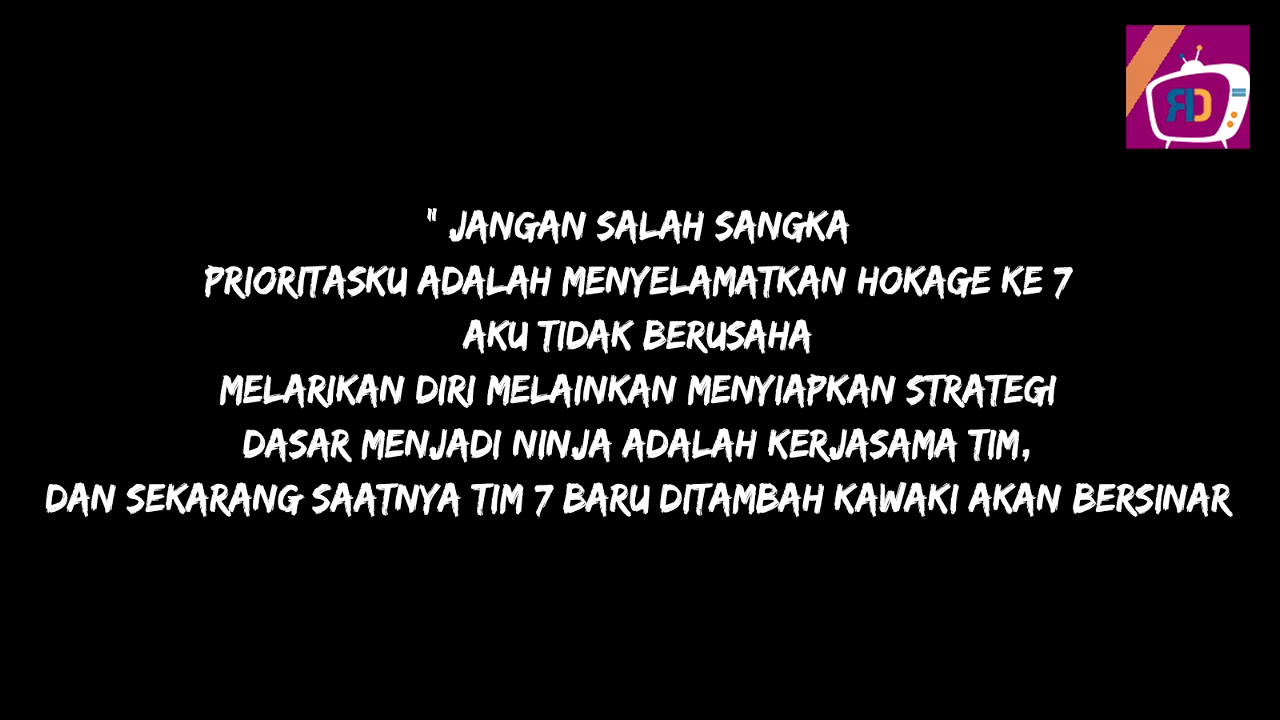 " JANGAN SALAH SANGKA
PRIORITASKU ADALAH MENYELAMATKAN HOKAGE KE 7
AKU TIDAK BERUSAHA
MELARIKAN DIRI MELAINKAN MENYIAPKAN STRATEGI
DASAR MENJADI NINJA ADALAH KERJASAMA TIM,
DAN SEKARANG SAATNYA TIM 7 BARU DITAMBAH KAWAKI AKAN BERSINAR